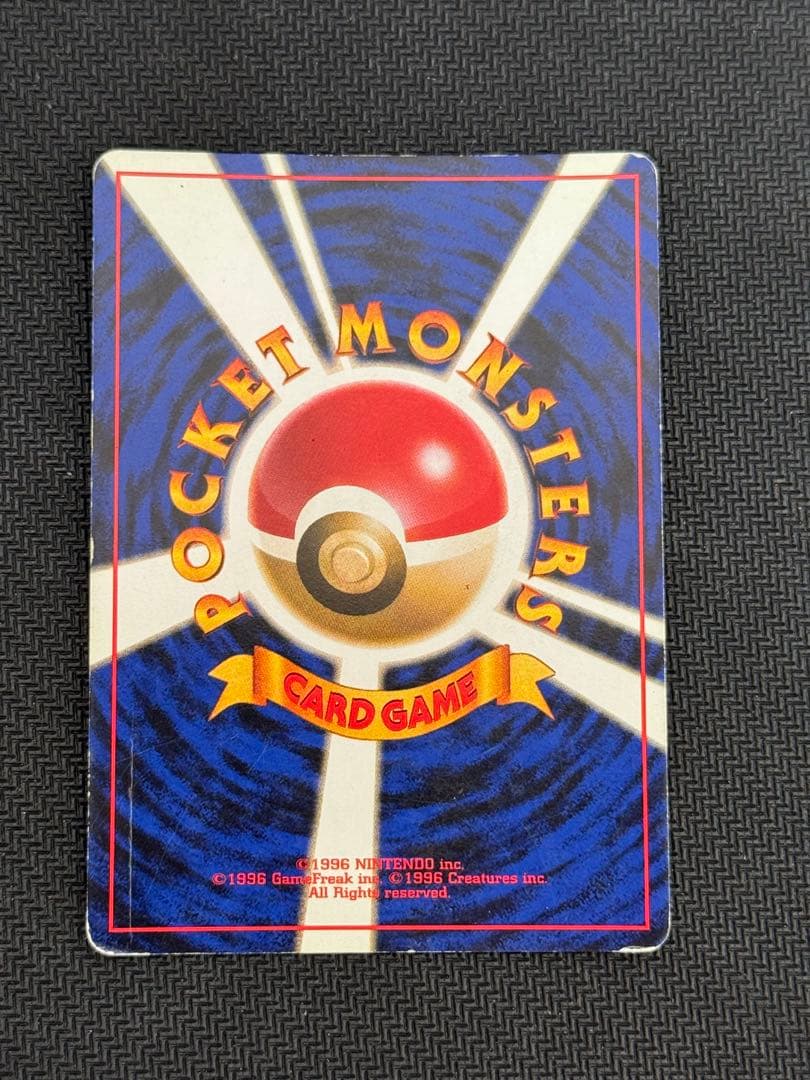 POCKET MONSTERS
CARD GAME
©1996 NINTENDO inc.
©1996 GameFreak inc. ©1996 Creatures inc.
All Rights reserved.